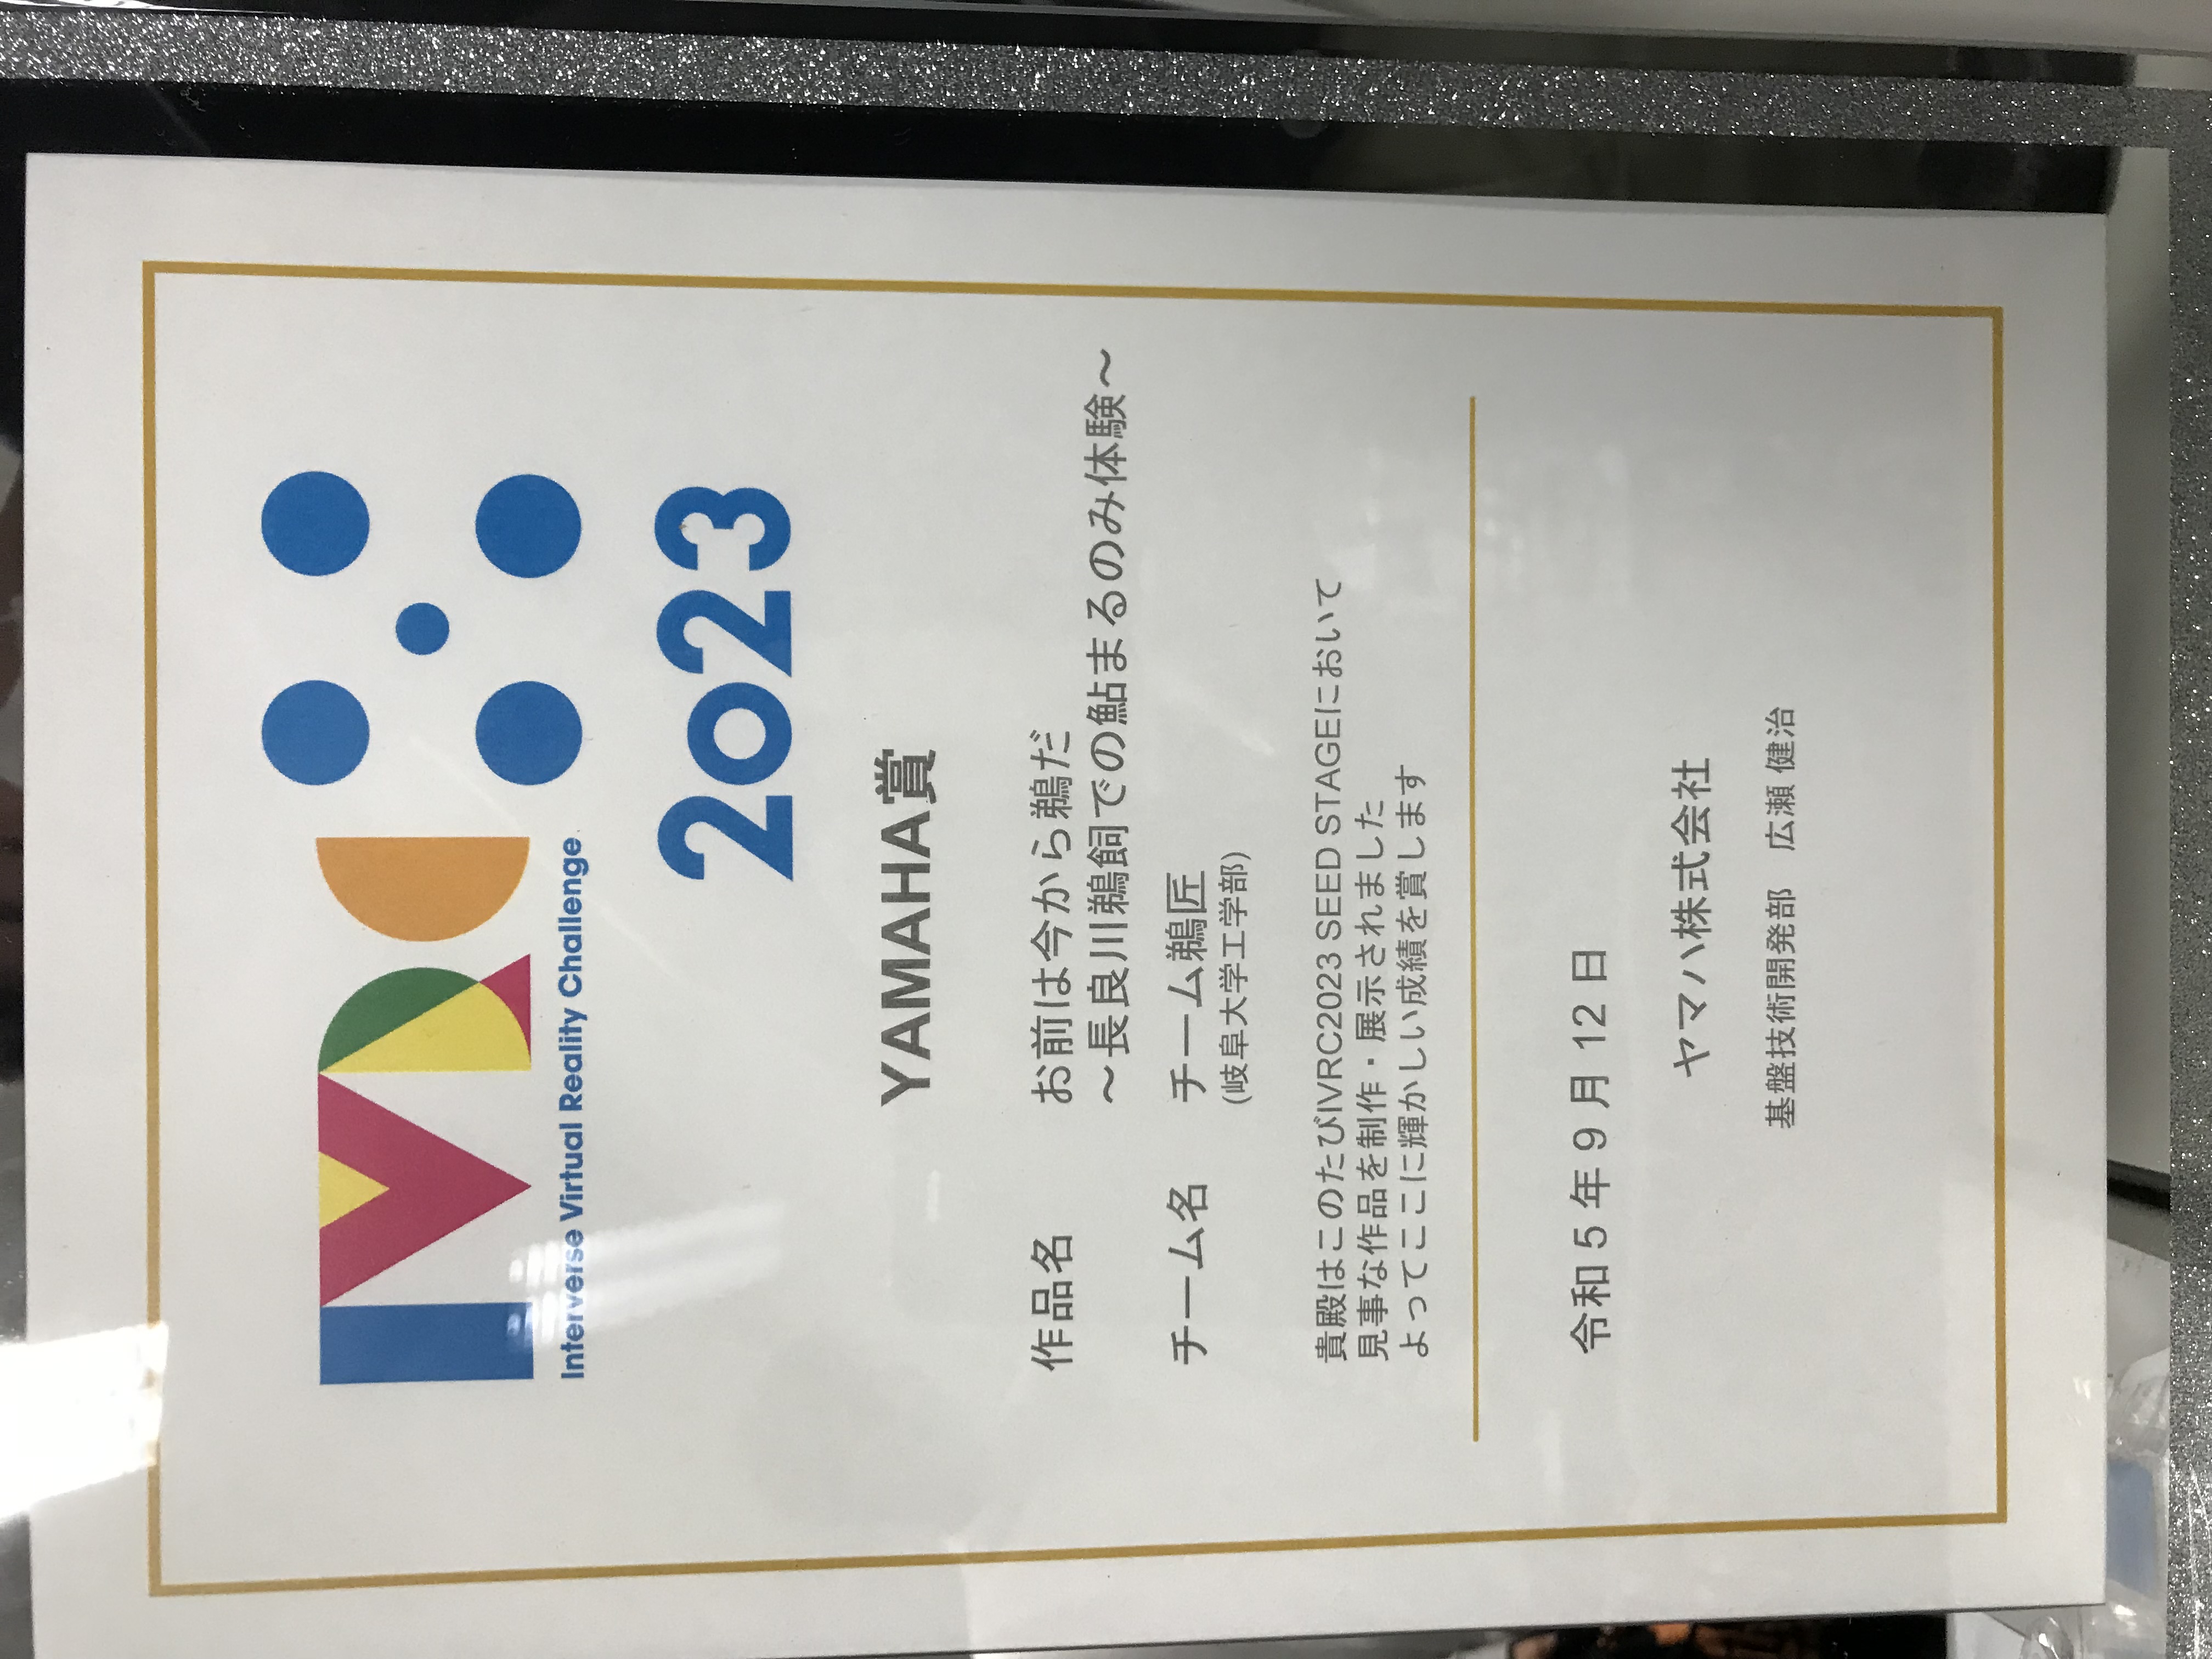 IVRC
Interverse Virtual Reality Challenge
2023
YAMAHA賞
作品名 お前は今から鵜だ
～長良川鵜飼での鮎まるのみ体験～
チーム名 チーム鵜匠
(岐阜大学工学部)
貴殿はこのたびIVRC2023 SEED STAGEにおいて
見事な作品を制作・展示されました
よってここに輝かしい成績を賞します
令和 5 年 9 月 12 日
ヤマハ株式会社
基盤技術開発部 広瀬 健治